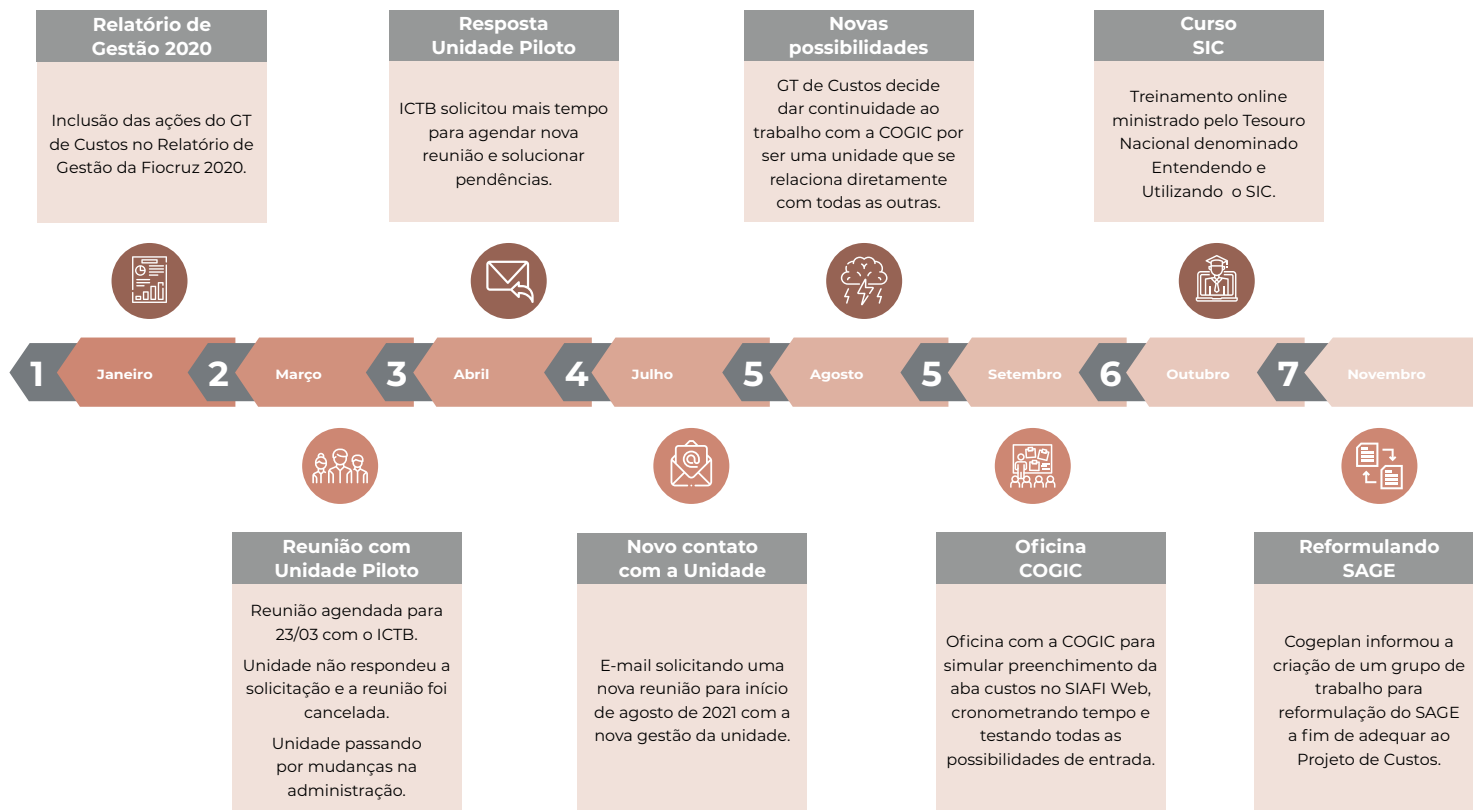 Relatório de
Gestão 2020
Inclusão das ações do GT
de Custos no Relatório de
Gestão da Fiocruz 2020.
Resposta
Unidade Piloto
ICTB solicitou mais tempo
para agendar nova
reunião e solucionar
pendências.
Novas
possibilidades
GT de Custos decide
dar continuidade ao
trabalho com a COGIC por
ser uma unidade que se
relaciona diretamente
com todas as outras.
Curso
SIC
Treinamento online
ministrado pelo Tesouro
Nacional denominado
Entendendo e
Utilizando o SIC.
1 Janeiro 2 Março 3 Abril 4 Julho 5 Agosto 5 Setembro 6 Outubro 7 Novembro
Reunião com
Unidade Piloto
Reunião agendada para
23/03 com o ICTB.
Unidade não respondeu a
solicitação e a reunião foi
cancelada.
Unidade passando
por mudanças na
administração.
Novo contato
com a Unidade
E-mail solicitando uma
nova reunião para início
de agosto de 2021 com a
nova gestão da unidade.
Oficina
COGIC
Oficina com a COGIC para
simular preenchimento da
aba custos no SIAFI Web,
cronometrando tempo e
testando todas as
possibilidades de entrada.
Reformulando
SAGE
Cogeplan informou a
criação de um grupo de
trabalho para
reformulação do SAGE
a fim de adequar ao
Projeto de Custos.